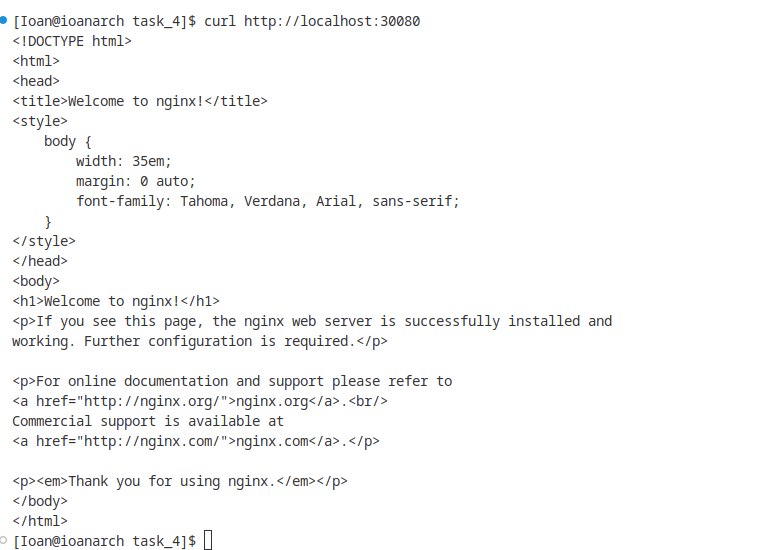 [Ioan@ioanarch task_4]$ curl http://localhost:30080
<!DOCTYPE html>
<html>
<head>
<title>Welcome to nginx!</title>
<style>
    body {
        width: 35em;
        margin: 0 auto;
        font-family: Tahoma, Verdana, Arial, sans-serif;
    }
</style>
</head>
<body>
<h1>Welcome to nginx!</h1>
<p>If you see this page, the nginx web server is successfully installed and
working. Further configuration is required.</p>

<p>For online documentation and support please refer to
<a href="http://nginx.org/">nginx.org</a>.<br/>
Commercial support is available at
<a href="http://nginx.com/">nginx.com</a>.</p>

<p><em>Thank you for using nginx.</em></p>
</body>
</html>
[Ioan@ioanarch task_4]$